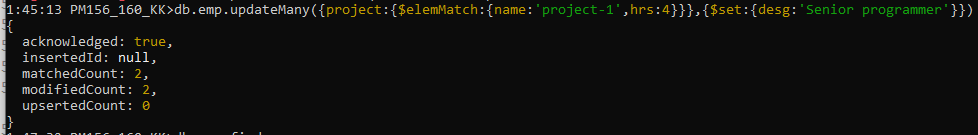 1:45:13 PM156_160_KK>db.emp.updateMany({project:{$elemMatch:{name:'project-1',hrs:4}}},{$set:{desg:'Senior programmer'}})
{
  acknowledged: true,
  insertedId: null,
  matchedCount: 2,
  modifiedCount: 2,
  upsertedCount: 0
}